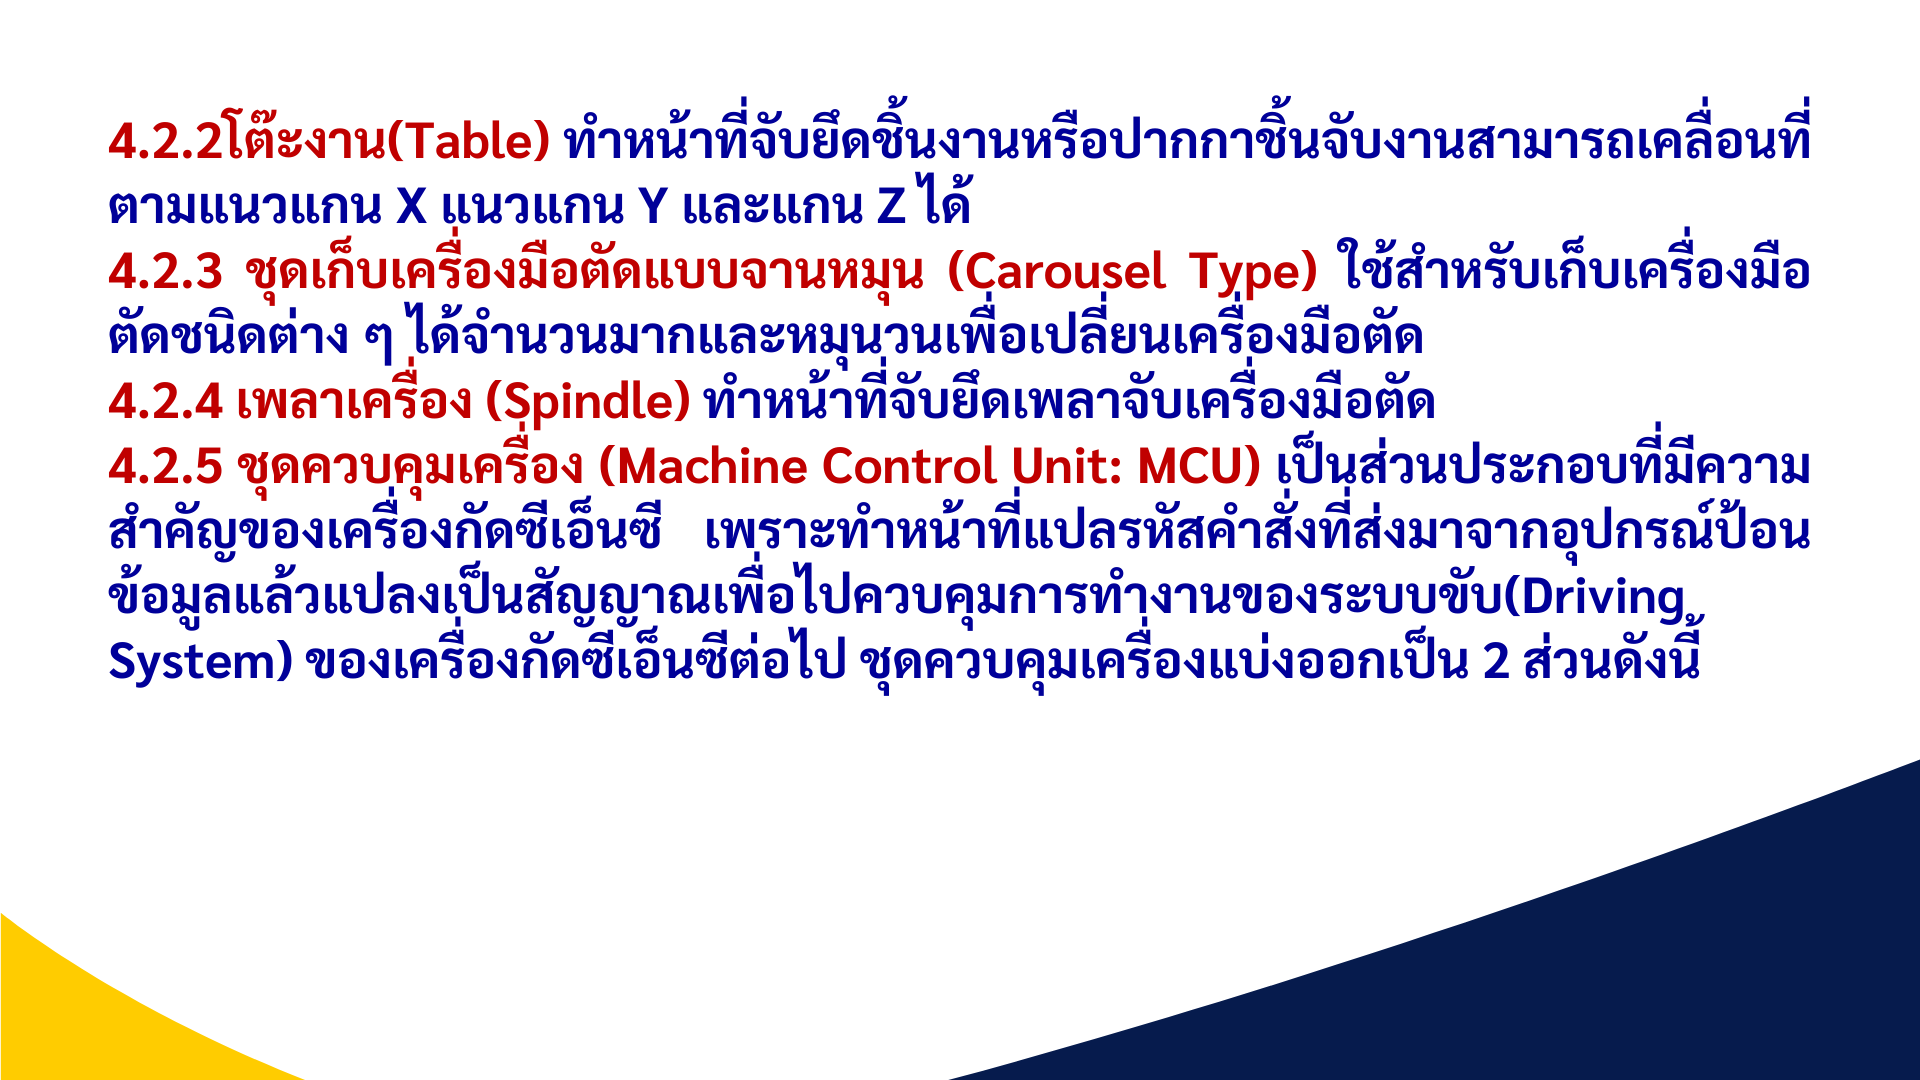 4.2.2โต๊ะงาน(Table) ทำหน้าที่จับยึดชิ้นงานหรือปากกาชิ้นจับงานสามารถเคลื่อนที่
ตามแนวแกน X แนวแกน Y และแกน Z ได้
4.2.3 ชุดเก็บเครื่องมือตัดแบบจานหมุน (Carousel Type) ใช้สำหรับเก็บเครื่องมือ
ตัดชนิดต่าง ๆ ได้จำนวนมากและหมุนวนเพื่อเปลี่ยนเครื่องมือตัด
4.2.4 เพลาเครื่อง (Spindle) ทำหน้าที่จับยึดเพลาจับเครื่องมือตัด
4.2.5 ชุดควบคุมเครื่อง (Machine Control Unit: MCU) เป็นส่วนประกอบที่มีความ
สำคัญของเครื่องกัดซีเอ็นซี เพราะทำหน้าที่แปลรหัสคำสั่งที่ส่งมาจากอุปกรณ์ป้อน
ข้อมูลแล้วแปลงเป็นสัญญาณเพื่อไปควบคุมการทำงานของระบบขับ(Driving
System) ของเครื่องกัดซีเอ็นซีต่อไป ชุดควบคุมเครื่องแบ่งออกเป็น 2 ส่วนดังนี้